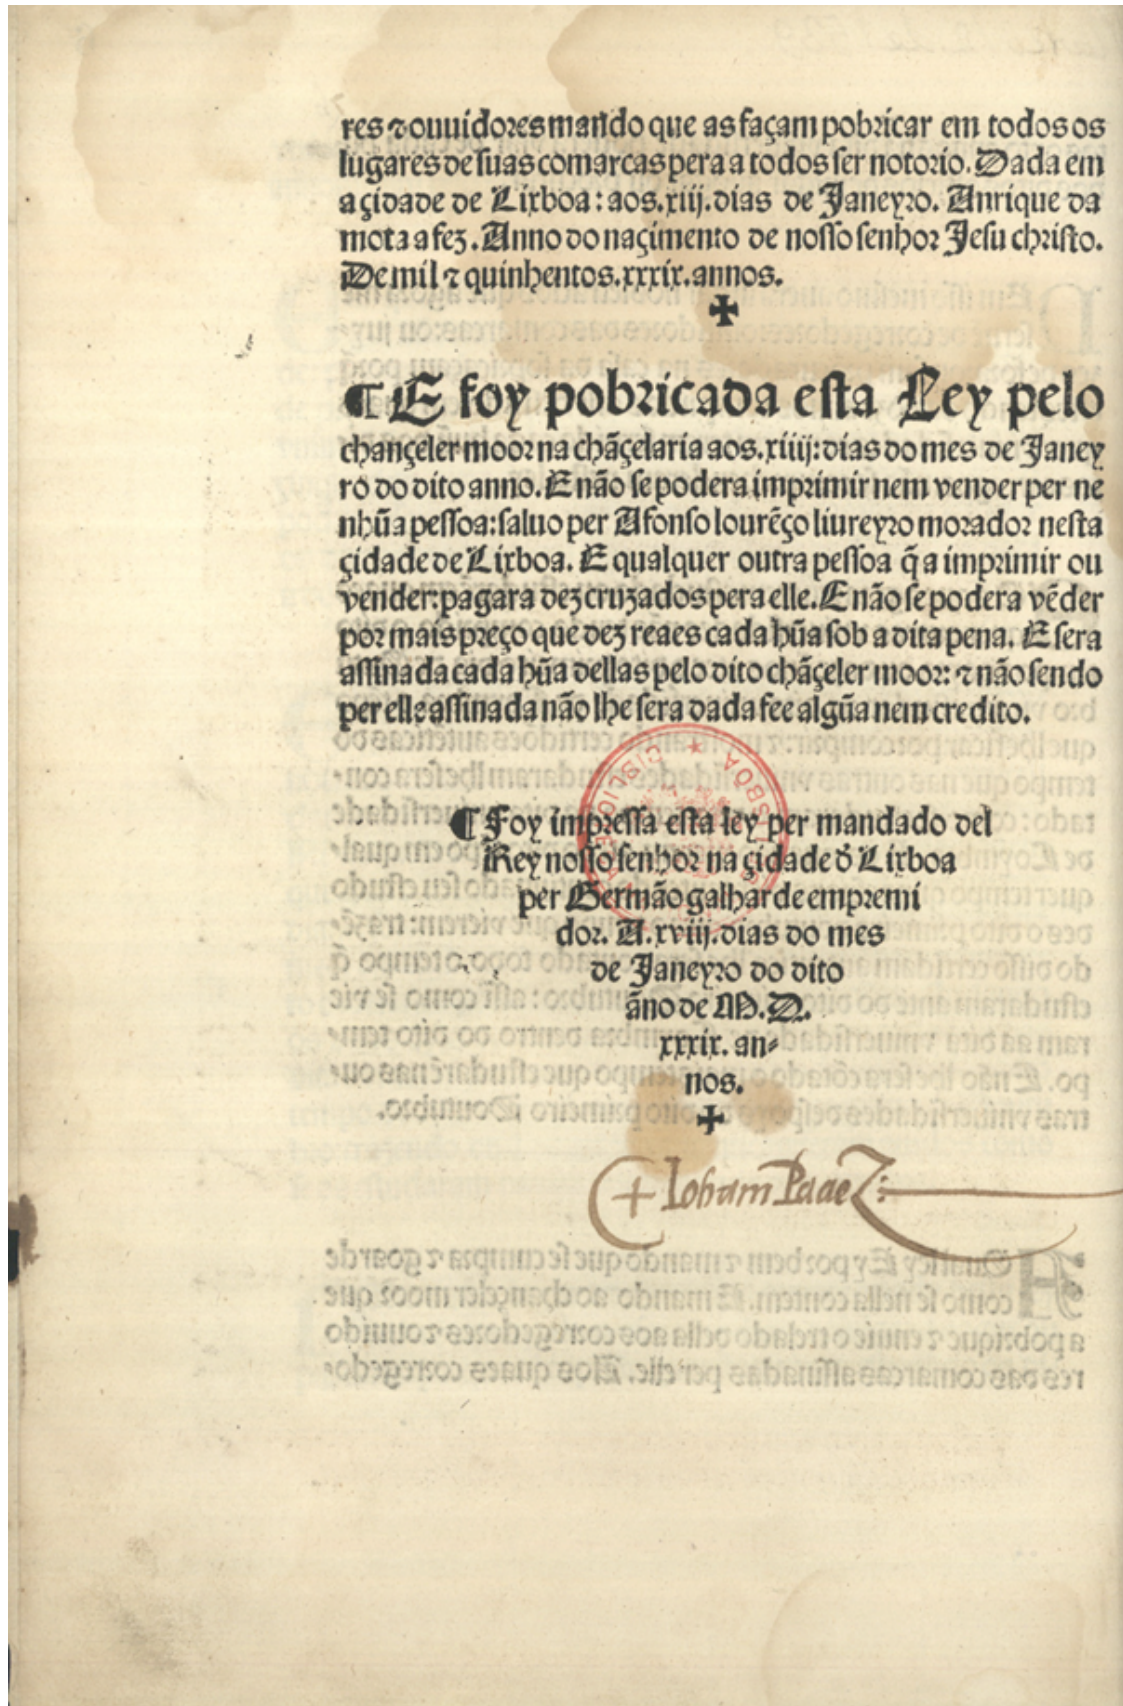 res ⁊ ouuidores mando que as façam pobricar em todos os
lugares de suas comarcas pera a todos ser notorio. Dada em
a çidade de Lixboa: aos .xiij. dias de Janeyro. Anrique da
mota a fez. Anno do naçimento de nosso senhor Jesu christo.
De mil ⁊ quinhentos .xxxix. annos.
✠
¶ E foy pobricada esta Ley pelo
chançeler moor na chãçelaria aos .xiiij: dias do mes de Janey
ro do dito anno. E não se podera imprimir nem vender per ne
nhũa pessoa: saluo per Afonso lourẽço liureyro morador nesta
çidade de Lixboa. E qualquer outra pessoa q̃ a imprimir ou
vender: pagara dez cruzados pera elle. E não se podera vẽder
por mais preço que dez reaes cada hũa sob a dita pena. E sera
assinada cada hũa dellas pelo dito chãçeler moor: ⁊ não sendo
per elle assinada não lhe sera dada fee algũa nem credito.
¶ Foy impressa esta ley per mandado del
Rey nosso senhor na çidade d̃ Lixboa
per Germão galharde empremi
dor. A .xviij. dias do mes
de Janeyro do dito
ãno de M.D.
xxxix. an-
nos.
✠
Joham Paaez: